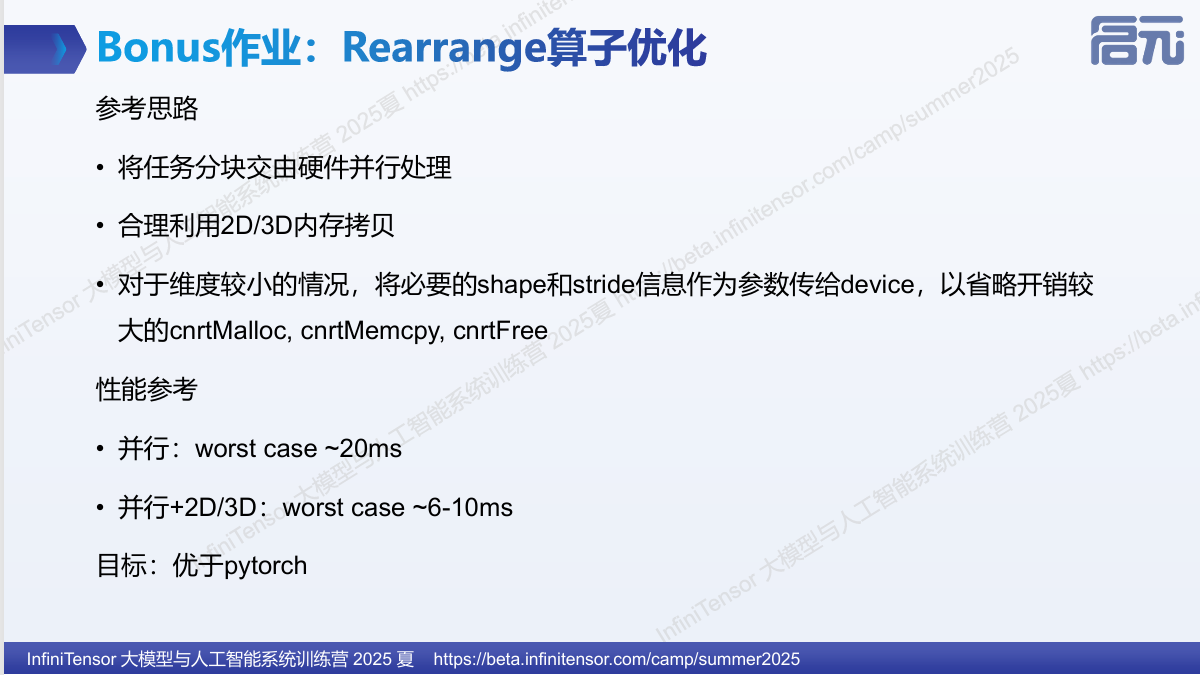 Bonus作业：Rearrange算子优化
启元
参考思路
• 将任务分块交由硬件并行处理
• 合理利用2D/3D内存拷贝
• 对于维度较小的情况，将必要的shape和stride信息作为参数传给device，以省略开销较
大的cnrtMalloc, cnrtMemcpy, cnrtFree
性能参考
• 并行：worst case ~20ms
• 并行+2D/3D：worst case ~6-10ms
目标：优于pytorch
InfiniTensor 大模型与人工智能系统训练营 2025夏 https://beta.infinitensor.com/camp/summer2025
InfiniTensor 大模型与人工智能系统训练营 2025 夏 https://beta.infinitensor.com/camp/summer2025